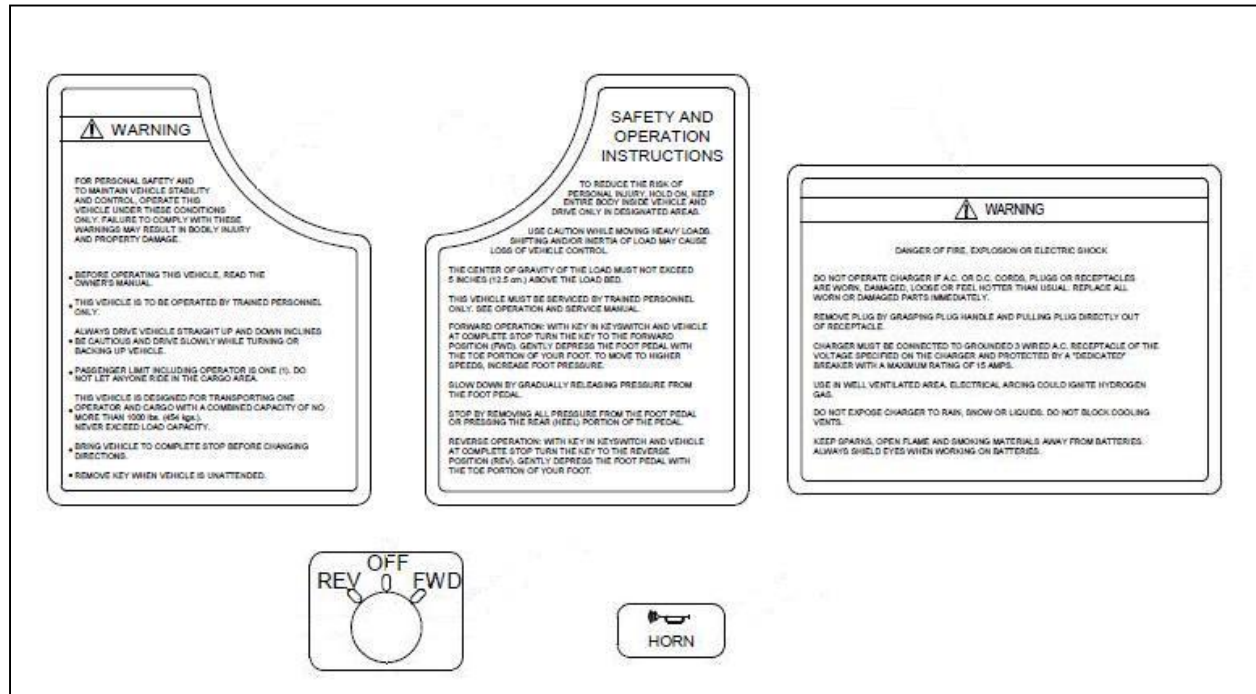 WARNING
FOR PERSONAL SAFETY AND
TO MAINTAIN VEHICLE STABILITY
AND CONTROL, OPERATE THIS
VEHICLE UNDER THESE CONDITIONS
ONLY. FAILURE TO COMPLY WITH THESE
WARNINGS MAY RESULT IN BODILY INJURY
AND PROPERTY DAMAGE.
• BEFORE OPERATING THIS VEHICLE, READ THE
OWNER'S MANUAL.
• THIS VEHICLE IS TO BE OPERATED BY TRAINED PERSONNEL
ONLY.
ALWAYS DRIVE VEHICLE STRAIGHT UP AND DOWN INCLINES
• BE CAUTIOUS AND DRIVE SLOWLY WHILE TURNING OR
BACKING UP VEHICLE.
• PASSENGER LIMIT INCLUDING OPERATOR IS ONE (1). DO
NOT LET ANYONE RIDE IN THE CARGO AREA.
THIS VEHICLE IS DESIGNED FOR TRANSPORTING ONE
• OPERATOR AND CARGO WITH A COMBINED CAPACITY OF NO
MORE THAN 1000 lbs. (454 kgs.).
NEVER EXCEED LOAD CAPACITY.
• BRING VEHICLE TO COMPLETE STOP BEFORE CHANGING
DIRECTIONS.
• REMOVE KEY WHEN VEHICLE IS UNATTENDED.
SAFETY AND
OPERATION
INSTRUCTIONS
TO REDUCE THE RISK OF
PERSONAL INJURY, HOLD ON, KEEP
ENTIRE BODY INSIDE VEHICLE AND
DRIVE ONLY IN DESIGNATED AREAS.
USE CAUTION WHILE MOVING HEAVY LOADS.
SHIFTING AND/OR INERTIA OF LOAD MAY CAUSE
LOSS OF VEHICLE CONTROL.
THE CENTER OF GRAVITY OF THE LOAD MUST NOT EXCEED
5 INCHES (12.5 cm.) ABOVE THE LOAD BED.
THIS VEHICLE MUST BE SERVICED BY TRAINED PERSONNEL
ONLY. SEE OPERATION AND SERVICE MANUAL.
FORWARD OPERATION: WITH KEY IN KEYSWITCH AND VEHICLE
AT COMPLETE STOP TURN THE KEY TO THE FORWARD
POSITION (FWD). GENTLY DEPRESS THE FOOT PEDAL WITH
THE TOE PORTION OF YOUR FOOT. TO MOVE TO HIGHER
SPEEDS, INCREASE FOOT PRESSURE.
SLOW DOWN BY GRADUALLY RELEASING PRESSURE FROM
THE FOOT PEDAL.
STOP BY REMOVING ALL PRESSURE FROM THE FOOT PEDAL
OR PRESSING THE REAR (HEEL) PORTION OF THE PEDAL.
REVERSE OPERATION: WITH KEY IN KEYSWITCH AND VEHICLE
AT COMPLETE STOP TURN THE KEY TO THE REVERSE
POSITION (REV). GENTLY DEPRESS THE FOOT PEDAL WITH
THE TOE PORTION OF YOUR FOOT.
WARNING
DANGER OF FIRE, EXPLOSION OR ELECTRIC SHOCK
DO NOT OPERATE CHARGER IF A.C. OR D.C. CORDS, PLUGS OR RECEPTACLES
ARE WORN, DAMAGED, LOOSE OR FEEL HOTTER THAN USUAL. REPLACE ALL
WORN OR DAMAGED PARTS IMMEDIATELY.
REMOVE PLUG BY GRASPING PLUG HANDLE AND PULLING PLUG DIRECTLY OUT
OF RECEPTACLE.
CHARGER MUST BE CONNECTED TO GROUNDED 3 WIRED A.C. RECEPTACLE OF THE
VOLTAGE SPECIFIED ON THE CHARGER AND PROTECTED BY A "DEDICATED"
BREAKER WITH A MAXIMUM RATING OF 15 AMPS.
USE IN WELL VENTILATED AREA. ELECTRICAL ARCING COULD IGNITE HYDROGEN
GAS.
DO NOT EXPOSE CHARGER TO RAIN, SNOW OR LIQUIDS. DO NOT BLOCK COOLING
VENTS.
KEEP SPARKS, OPEN FLAME AND SMOKING MATERIALS AWAY FROM BATTERIES.
ALWAYS SHIELD EYES WHEN WORKING ON BATTERIES.
REV OFF FWD
HORN